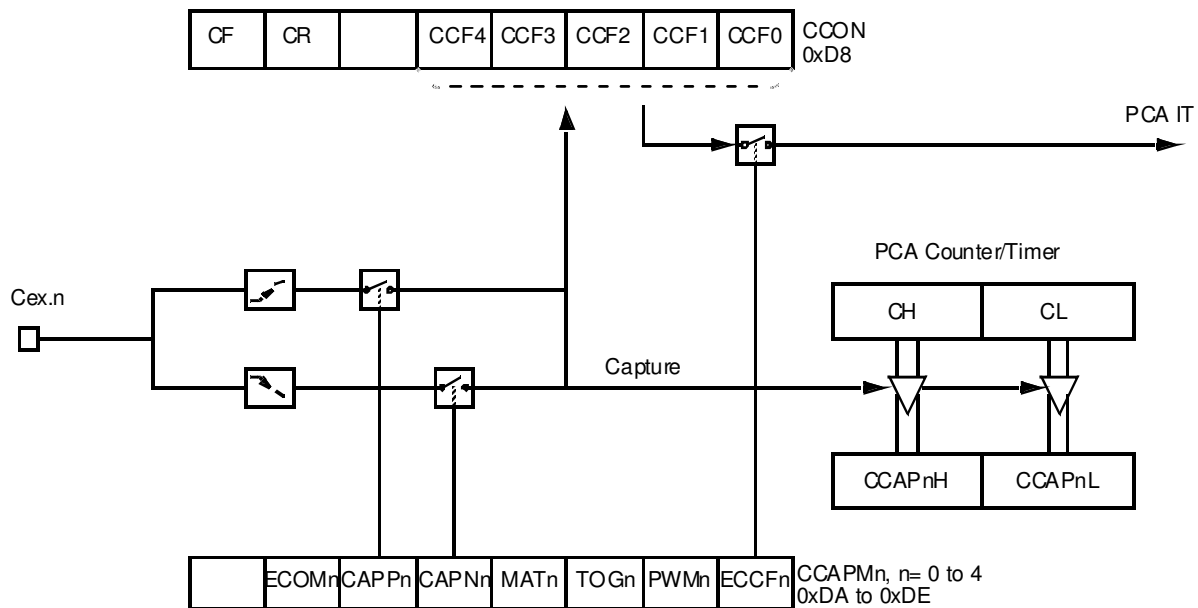 CF CR CCF4 CCF3 CCF2 CCF1 CCF0 CCON
0xD8
PCA IT
PCA Counter/Timer
Cex.n
CH CL
Capture
CCAPnH CCAPnL
ECOMn CAPPn CAPNn MATn TOGn PWMn ECCFn CCAPMn, n= 0 to 4
0xDA to 0xDE